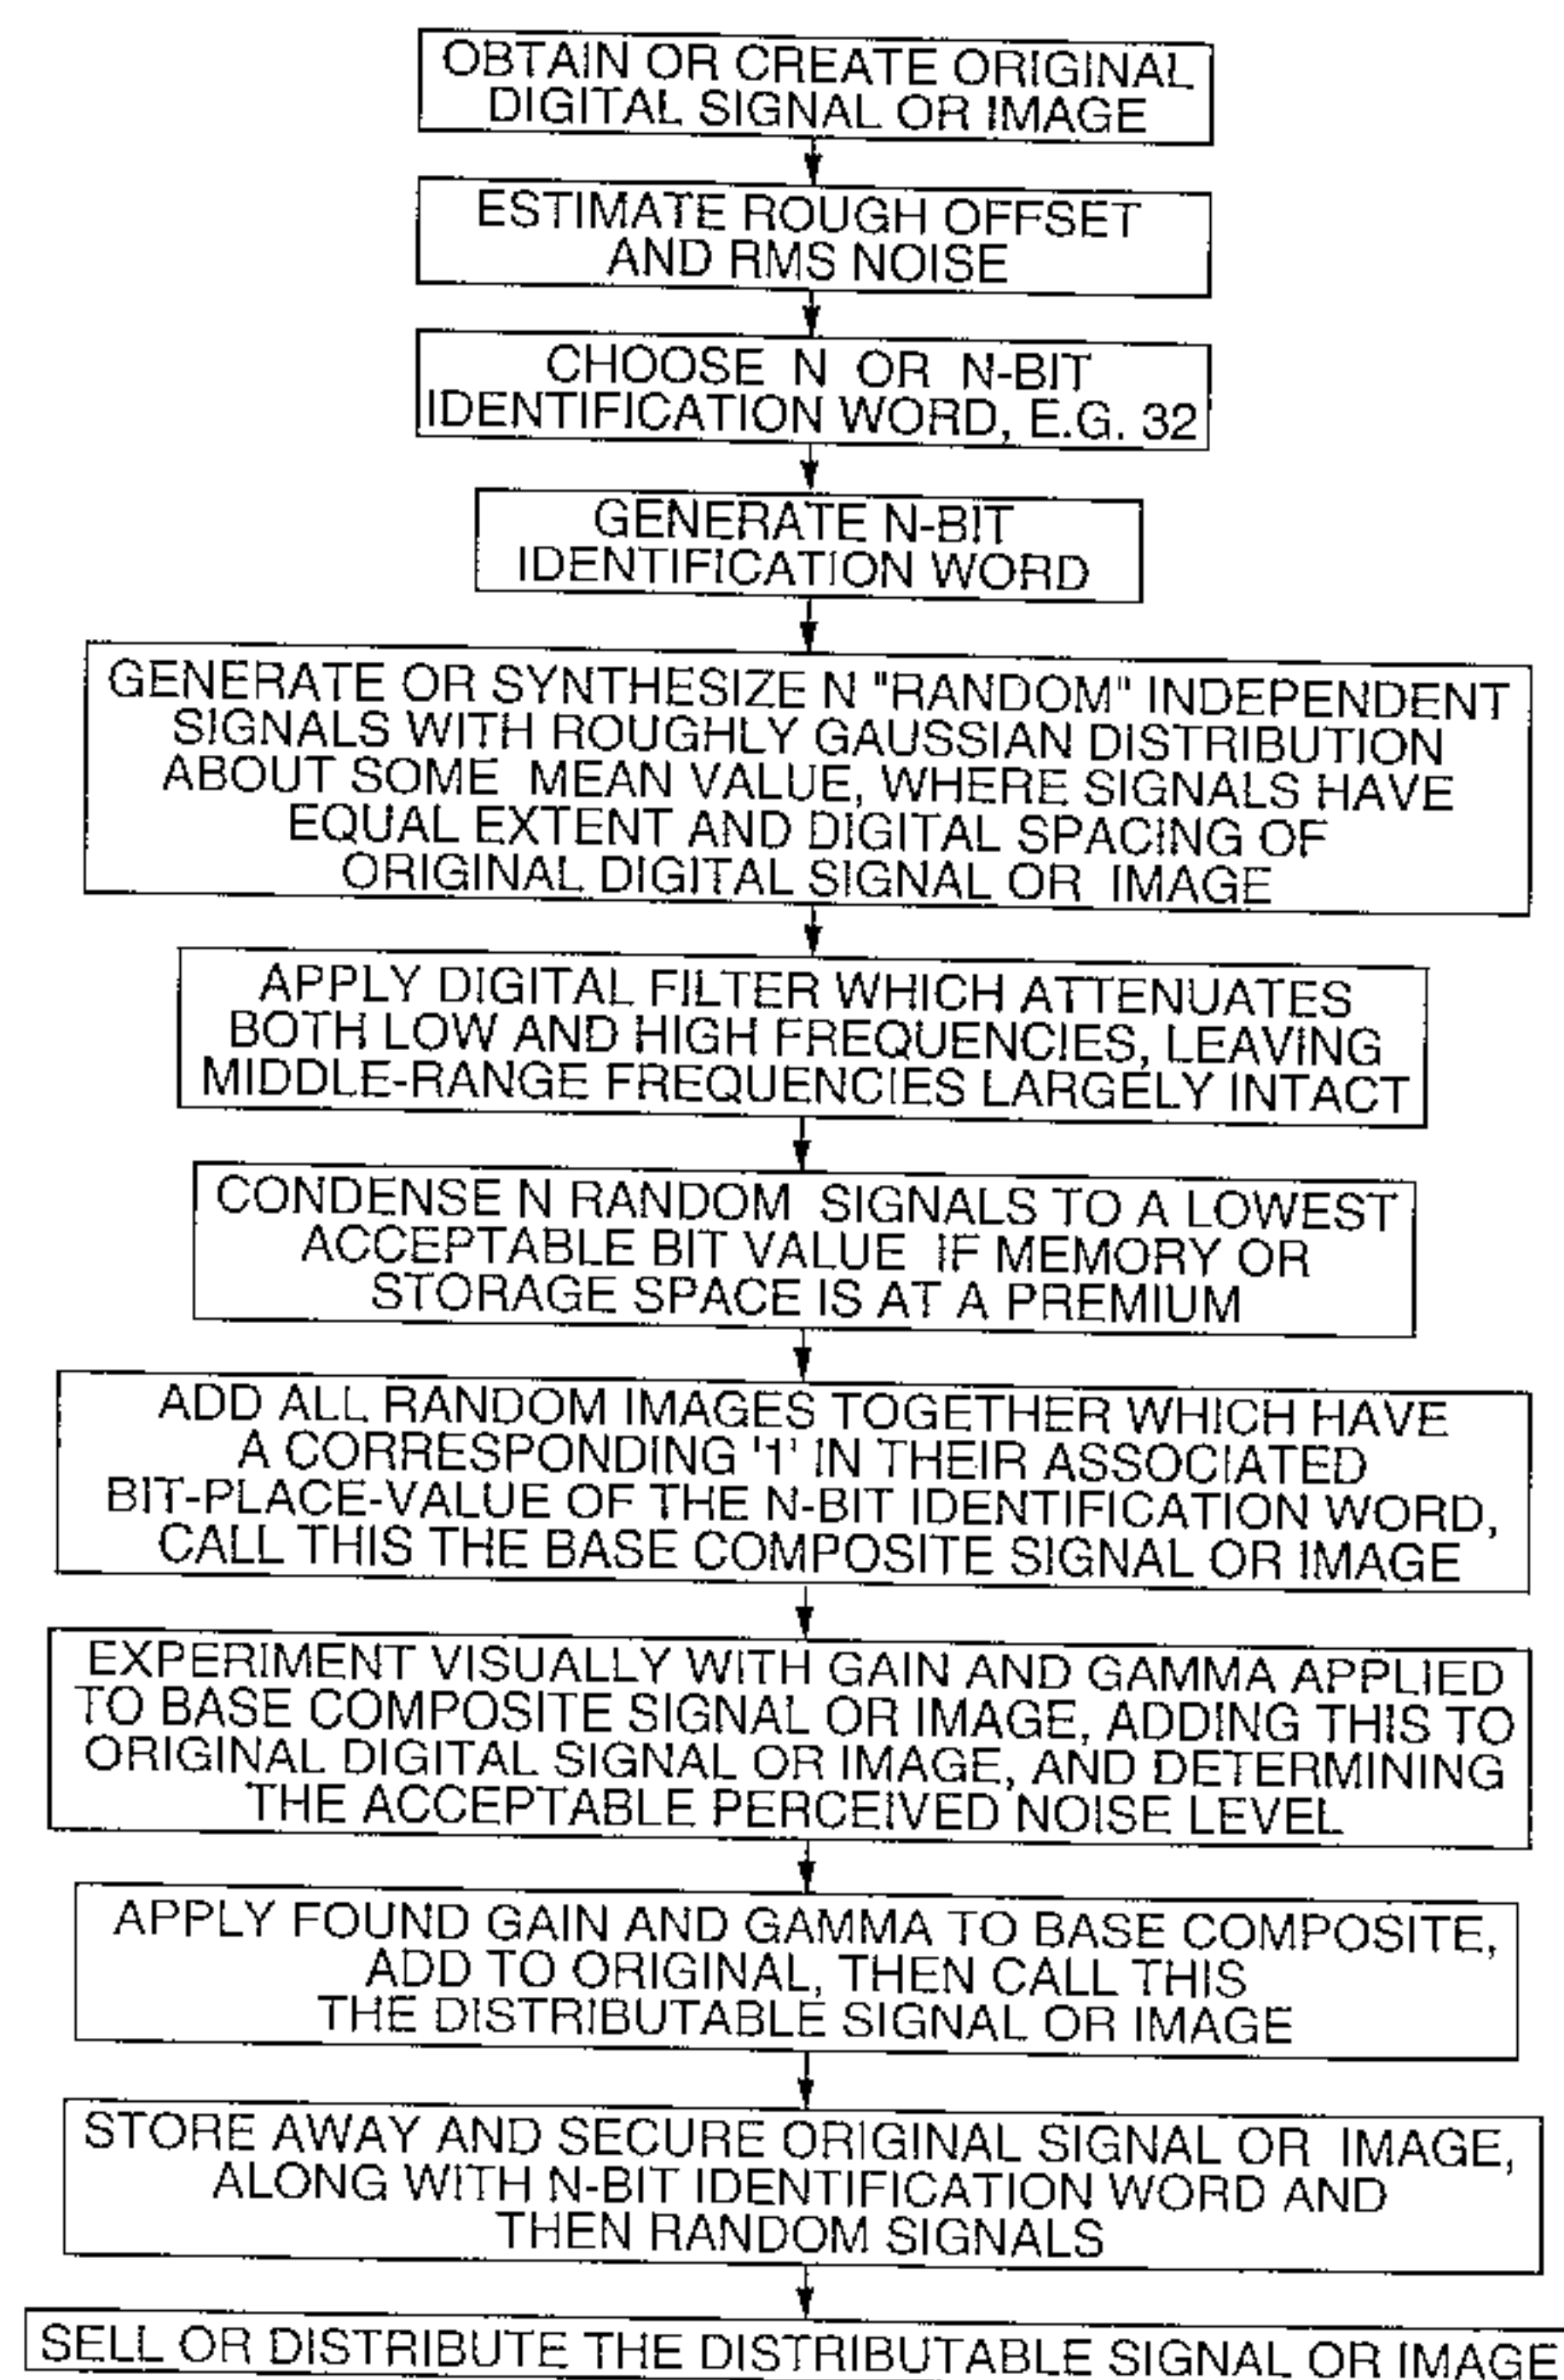 OBTAIN OR CREATE ORIGINAL
DIGITAL SIGNAL OR IMAGE
ESTIMATE ROUGH OFFSET
AND RMS NOISE
CHOOSE N OR N-BIT
IDENTIFICATION WORD, E.G. 32
GENERATE N-BIT
IDENTIFICATION WORD
GENERATE OR SYNTHESIZE N "RANDOM" INDEPENDENT
SIGNALS WITH ROUGHLY GAUSSIAN DISTRIBUTION
ABOUT SOME MEAN VALUE, WHERE SIGNALS HAVE
EQUAL EXTENT AND DIGITAL SPACING OF
ORIGINAL DIGITAL SIGNAL OR IMAGE
APPLY DIGITAL FILTER WHICH ATTENUATES
BOTH LOW AND HIGH FREQUENCIES, LEAVING
MIDDLE-RANGE FREQUENCIES LARGELY INTACT
CONDENSE N RANDOM SIGNALS TO A LOWEST
ACCEPTABLE BIT VALUE IF MEMORY OR
STORAGE SPACE IS AT A PREMIUM
ADD ALL RANDOM IMAGES TOGETHER WHICH HAVE
A CORRESPONDING '1' IN THEIR ASSOCIATED
BIT-PLACE-VALUE OF THE N-BIT IDENTIFICATION WORD,
CALL THIS THE BASE COMPOSITE SIGNAL OR IMAGE
EXPERIMENT VISUALLY WITH GAIN AND GAMMA APPLIED
TO BASE COMPOSITE SIGNAL OR IMAGE, ADDING THIS TO
ORIGINAL DIGITAL SIGNAL OR IMAGE, AND DETERMINING
THE ACCEPTABLE PERCEIVED NOISE LEVEL
APPLY FOUND GAIN AND GAMMA TO BASE COMPOSITE,
ADD TO ORIGINAL, THEN CALL THIS
THE DISTRIBUTABLE SIGNAL OR IMAGE
STORE AWAY AND SECURE ORIGINAL SIGNAL OR IMAGE,
ALONG WITH N-BIT IDENTIFICATION WORD AND
THEN RANDOM SIGNALS
SELL OR DISTRIBUTE THE DISTRIBUTABLE SIGNAL OR IMAGE